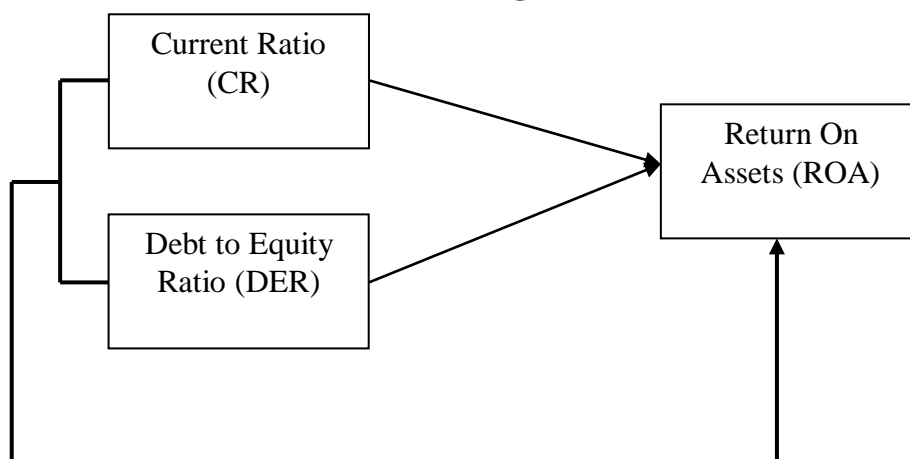 Current Ratio
(CR)
Return On
Assets (ROA)
Debt to Equity
Ratio (DER)